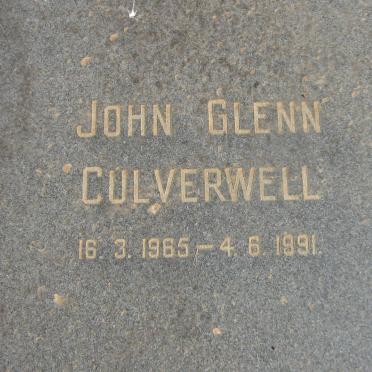 JOHN GLENN
CULVERWELL
16. 3. 1965 — 4. 6. 1991.